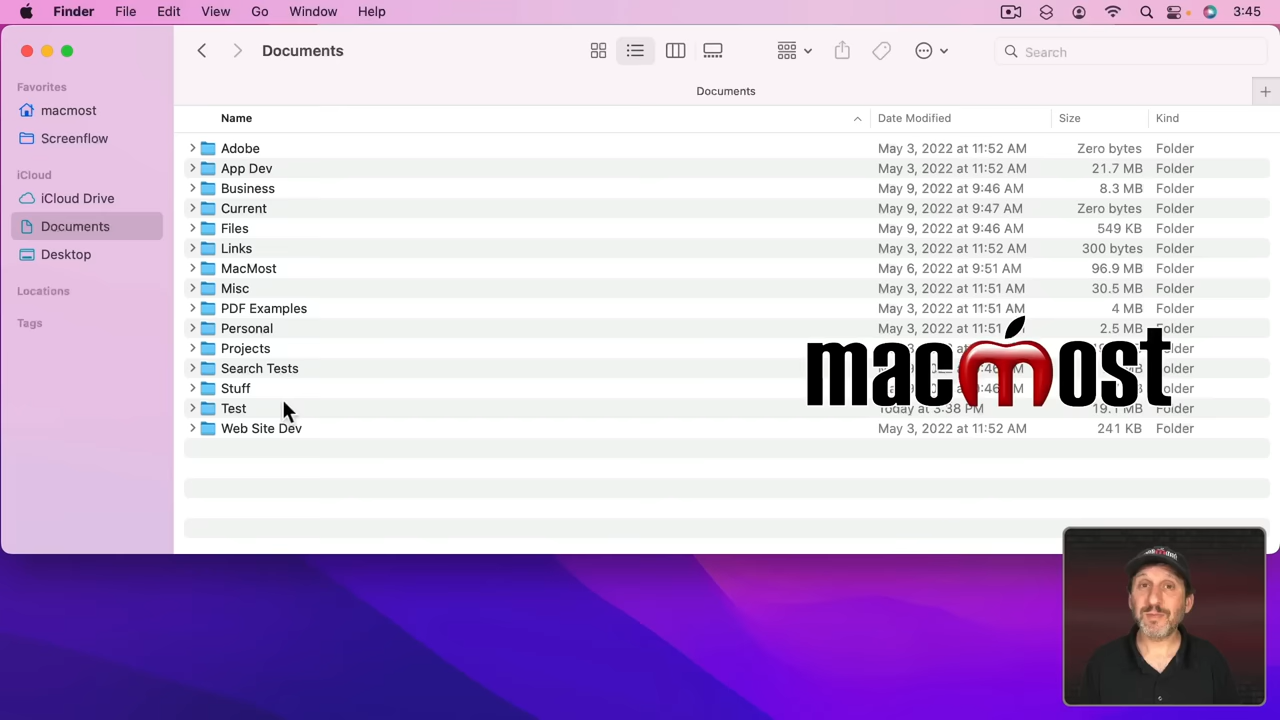 Finder File Edit View Go Window Help 3:45
Documents Search
Documents
Favorites
macmost
Screenflow
iCloud
iCloud Drive
Documents
Desktop
Locations
Tags
Name Date Modified Size Kind
Adobe May 3, 2022 at 11:52 AM Zero bytes Folder
App Dev May 3, 2022 at 11:52 AM 21.7 MB Folder
Business May 9, 2022 at 9:46 AM 8.3 MB Folder
Current May 9, 2022 at 9:47 AM Zero bytes Folder
Files May 9, 2022 at 9:46 AM 549 KB Folder
Links May 3, 2022 at 11:52 AM 300 bytes Folder
MacMost May 6, 2022 at 9:51 AM 96.9 MB Folder
Misc May 3, 2022 at 11:51 AM 30.5 MB Folder
PDF Examples May 3, 2022 at 11:51 AM 4 MB Folder
Personal May 3, 2022 at 11:51 2.5 MB Folder
Projects Folder
Search Tests Folder
Stuff Folder
Test Today at 3:38 PM 19.1 MB Folder
Web Site Dev May 3, 2022 at 11:52 AM 241 KB Folder
macmost